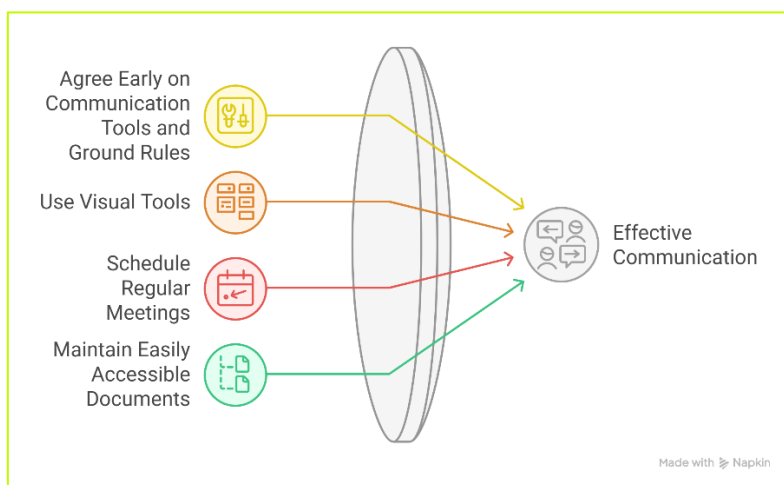 Agree Early on
Communication
Tools and
Ground Rules
Use Visual Tools
Schedule
Regular
Meetings
Maintain Easily
Accessible
Documents
Effective
Communication
Made with Napkin